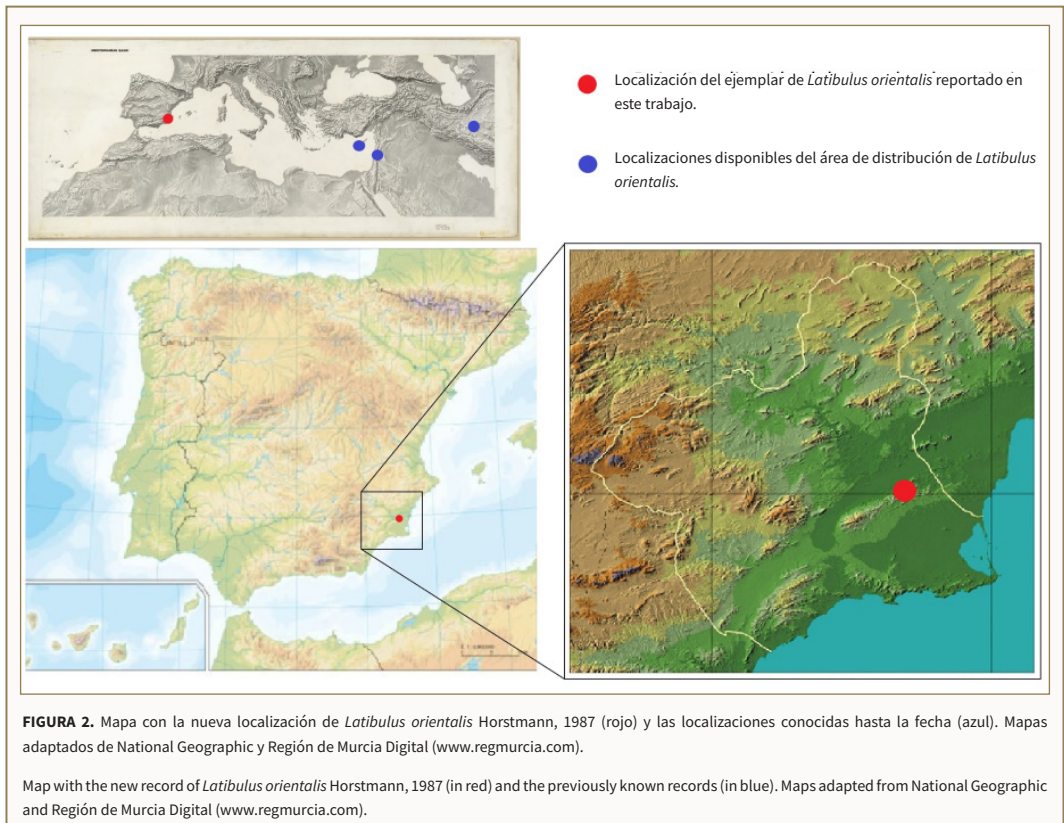 MEDITERRANEAN BASIN
Localización del ejemplar de Latibulus orientalis reportado en
este trabajo.
Localizaciones disponibles del área de distribución de Latibulus
orientalis.
FIGURA 2. Mapa con la nueva localización de Latibulus orientalis Horstmann, 1987 (rojo) y las localizaciones conocidas hasta la fecha (azul). Mapas
adaptados de National Geographic y Región de Murcia Digital (www.regmurcia.com).
Map with the new record of Latibulus orientalis Horstmann, 1987 (in red) and the previously known records (in blue). Maps adapted from National Geographic
and Región de Murcia Digital (www.regmurcia.com).